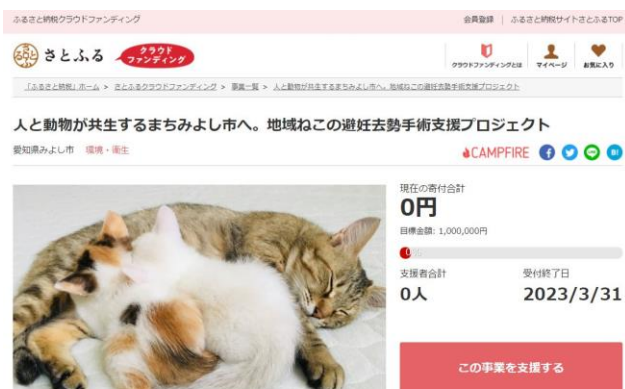 ふるさと納税クラウドファンディング
会員登録 | ふるさと納税サイトさとふるTOP
さとふる クラウドファンディング
クラウドファンディングとは マイページ お気に入り
「ふるさと納税」ホーム > さとふるクラウドファンディング > 事業一覧 > 人と動物が共生するまちみよし市へ。地域ねこの避妊去勢手術支援プロジェクト
人と動物が共生するまちみよし市へ。地域ねこの避妊去勢手術支援プロジェクト
愛知県みよし市 環境・衛生
CAMPFIRE
現在の寄付合計
0円
目標金額: 1,000,000円
支援者合計 受付終了日
0人 2023/3/31
この事業を支援する